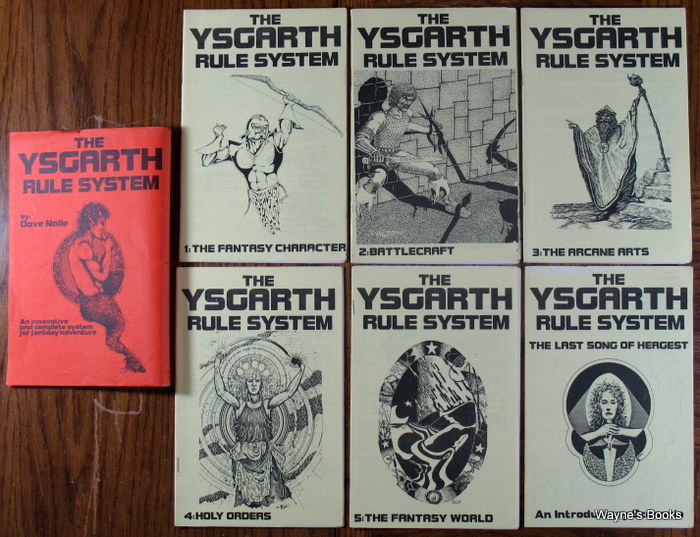 THE
YSGARTH
RULE SYSTEM
by:
Dave Nalle
An innovative
and complete system
for fantasy adventure
THE
YSGARTH
RULE SYSTEM
1: THE FANTASY CHARACTER
THE
YSGARTH
RULE SYSTEM
2: BATTLECRAFT
THE
YSGARTH
RULE SYSTEM
3: THE ARCANE ARTS
THE
YSGARTH
RULE SYSTEM
4: HOLY ORDERS
THE
YSGARTH
RULE SYSTEM
5: THE FANTASY WORLD
THE
YSGARTH
RULE SYSTEM
THE LAST SONG OF HERGEST
An
Wayne's Books